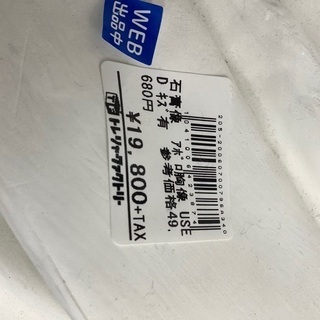 WEB
出品中
石膏像 アポロ胸像 USE
D キズ有 参考価格49,
680円
¥19,800+TAX
トレジャーファクトリー